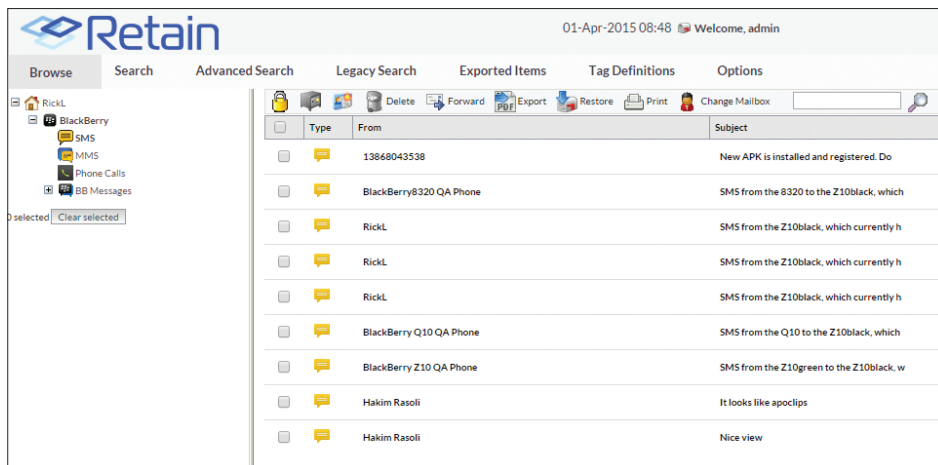 Retain
01-Apr-2015 08:48 Welcome, admin
Browse Search Advanced Search Legacy Search Exported Items Tag Definitions Options
RickL
BlackBerry
SMS
MMS
Phone Calls
BB Messages
0 selected Clear selected
Delete Forward PDF Export Restore Print Change Mailbox
Type From Subject
13868043538 New APK is installed and registered. Do
BlackBerry8320 QA Phone SMS from the 8320 to the Z10black, which
RickL SMS from the Z10black, which currently h
RickL SMS from the Z10black, which currently h
RickL SMS from the Z10black, which currently h
BlackBerry Q10 QA Phone SMS from the Q10 to the Z10black, which
BlackBerry Z10 QA Phone SMS from the Z10green to the Z10black, w
Hakim Rasoli It looks like apoclips
Hakim Rasoli Nice view